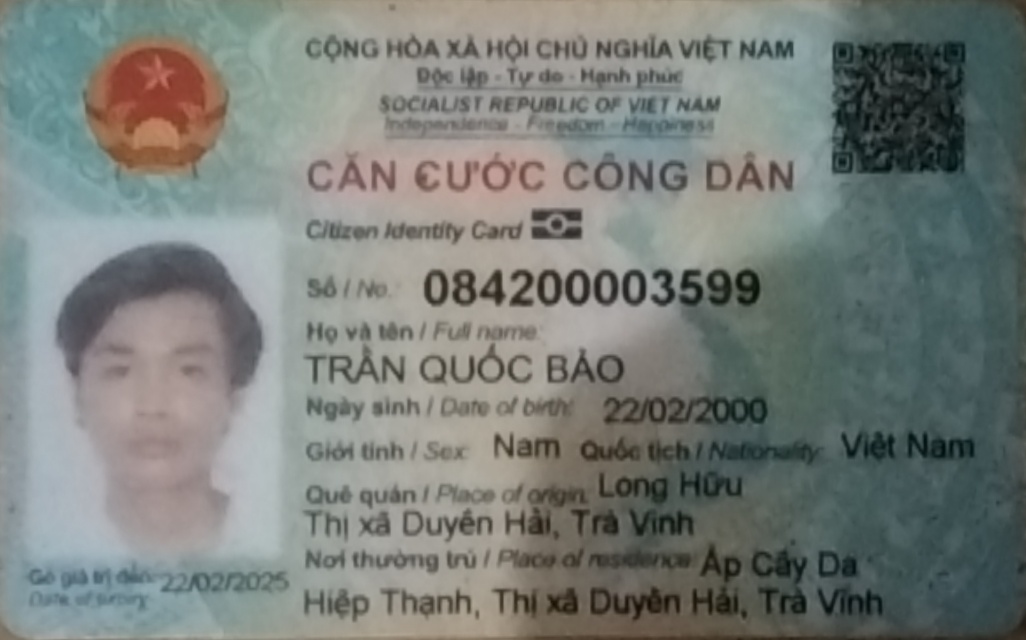 CỘNG HÒA XÃ HỘI CHỦ NGHĨA VIỆT NAM
Độc lập - Tự do - Hạnh phúc
SOCIALIST REPUBLIC OF VIET NAM
Independence - Freedom - Happiness
CĂN CƯỚC CÔNG DÂN
Citizen Identity Card
Số / No.: 084200003599
Họ và tên / Full name:
TRẦN QUỐC BẢO
Ngày sinh / Date of birth: 22/02/2000
Giới tính / Sex: Nam Quốc tịch / Nationality: Việt Nam
Quê quán / Place of origin: Long Hữu
Thị xã Duyên Hải, Trà Vinh
Nơi thường trú / Place of residence: Ấp Cây Da
Hiệp Thạnh, Thị xã Duyên Hải, Trà Vinh
Có giá trị đến: 22/02/2025
Date of expiry